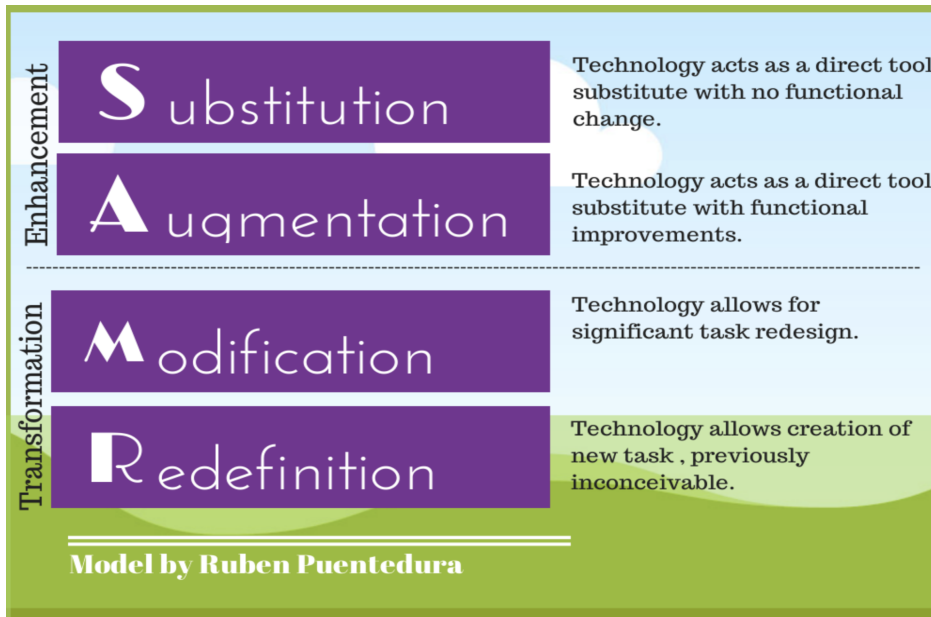 Enhancement
Substitution
Technology acts as a direct tool
substitute with no functional
change.
Augmentation
Technology acts as a direct tool
substitute with functional
improvements.
Transformation
Modification
Technology allows for
significant task redesign.
Redefinition
Technology allows creation of
new task , previously
inconceivable.
Model by Ruben Puentedura